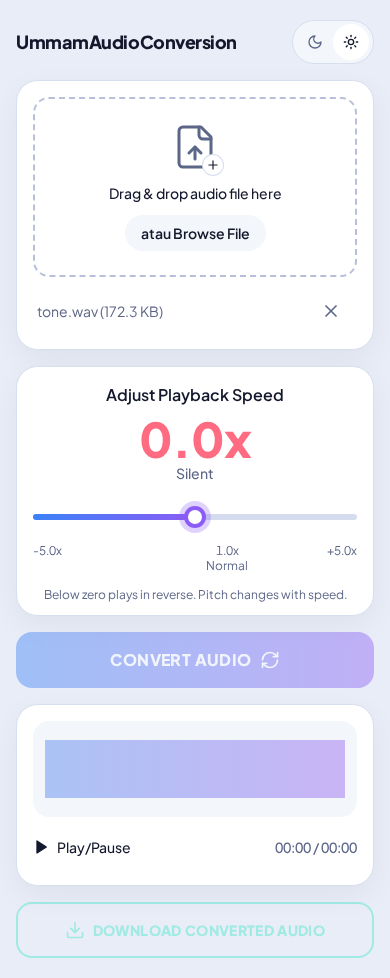 UmmamAudioConversion
Drag & drop audio file here
atau Browse File
tone.wav (172.3 KB)
Adjust Playback Speed
0.0x
Silent
-5.0x 1.0x +5.0x
Normal
Below zero plays in reverse. Pitch changes with speed.
CONVERT AUDIO
Play/Pause 00:00 / 00:00
DOWNLOAD CONVERTED AUDIO